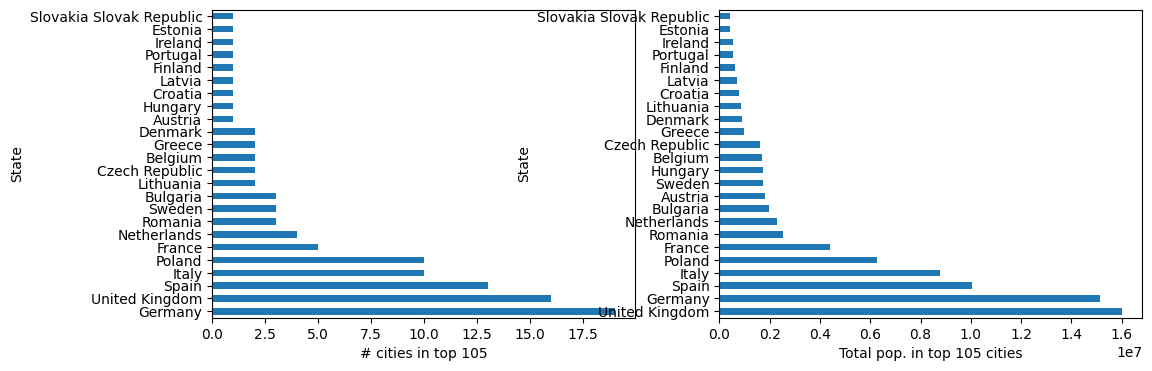 Slovakia Slovak Republic
Estonia
Ireland
Portugal
Finland
Latvia
Croatia
Hungary
Austria
Denmark
Greece
Belgium
Czech Republic
Lithuania
Bulgaria
Sweden
Romania
Netherlands
France
Poland
Italy
Spain
United Kingdom
Germany
State
0.0 2.5 5.0 7.5 10.0 12.5 15.0 17.5
# cities in top 105
Slovakia Slovak Republic
Estonia
Ireland
Portugal
Finland
Latvia
Croatia
Lithuania
Denmark
Greece
Czech Republic
Belgium
Hungary
Sweden
Austria
Bulgaria
Netherlands
Romania
France
Poland
Italy
Spain
Germany
United Kingdom
State
0.0 0.2 0.4 0.6 0.8 1.0 1.2 1.4 1.6
Total pop. in top 105 cities
1e7